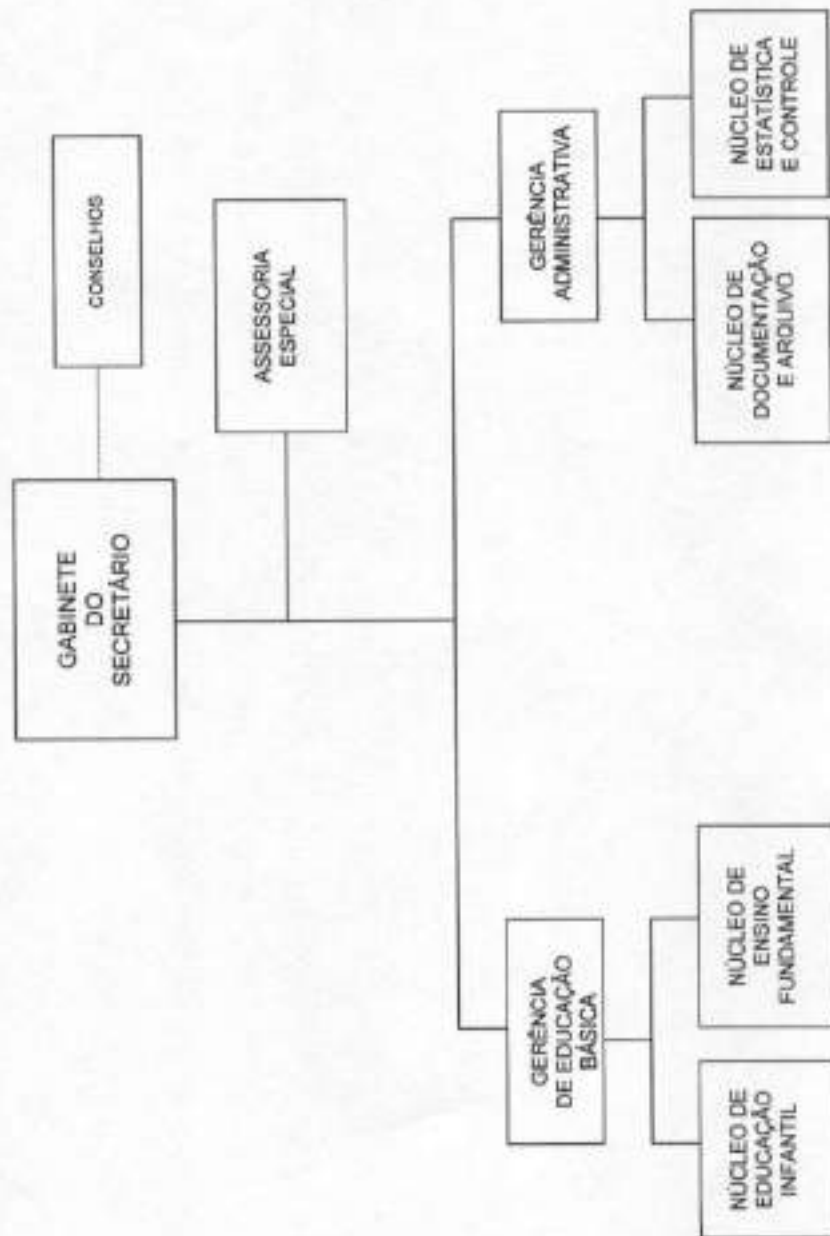 GABINETE
DO
SECRETÁRIO
CONSELHOS
ASSESSORIA
ESPECIAL
GERÊNCIA
DE EDUCAÇÃO
BÁSICA
GERÊNCIA
ADMINISTRATIVA
NÚCLEO DE
EDUCAÇÃO
INFANTIL
NÚCLEO DE
ENSINO
FUNDAMENTAL
NÚCLEO DE
DOCUMENTAÇÃO
E ARQUIVO
NÚCLEO DE
ESTATÍSTICA
E CONTROLE